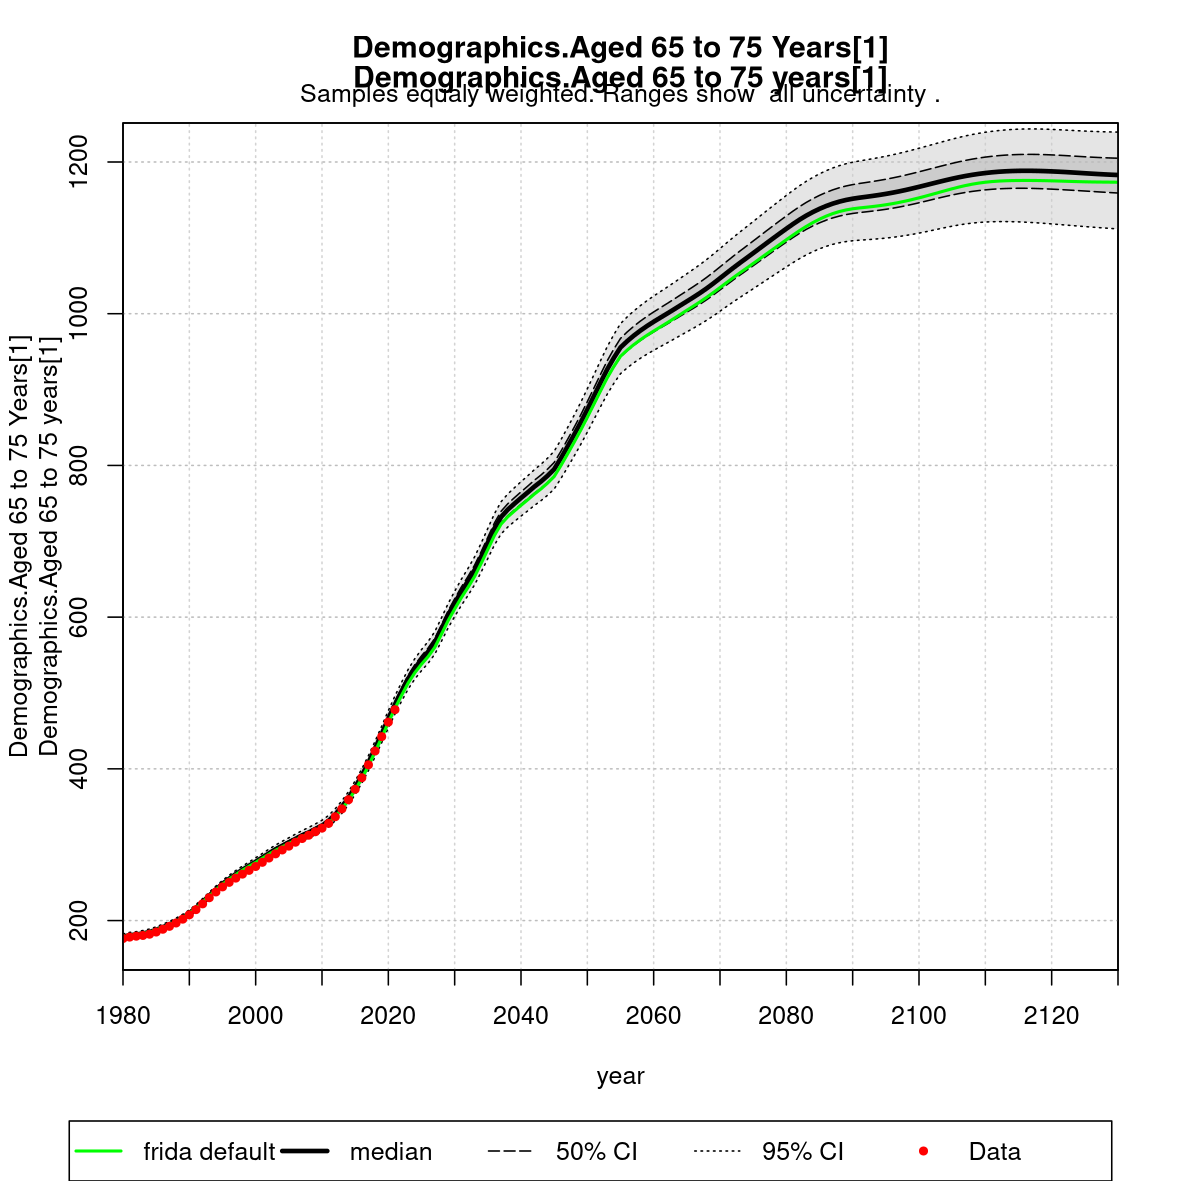 Demographics.Aged 65 to 75 Years[1]
Demographics.Aged 65 to 75 years[1]
Samples equaly weighted. Ranges show  all uncertainty .
Demographics.Aged 65 to 75 Years[1]
Demographics.Aged 65 to 75 years[1]
1200
1000
800
600
400
200
1980 2000 2020 2040 2060 2080 2100 2120
year
frida default median 50% CI 95% CI Data